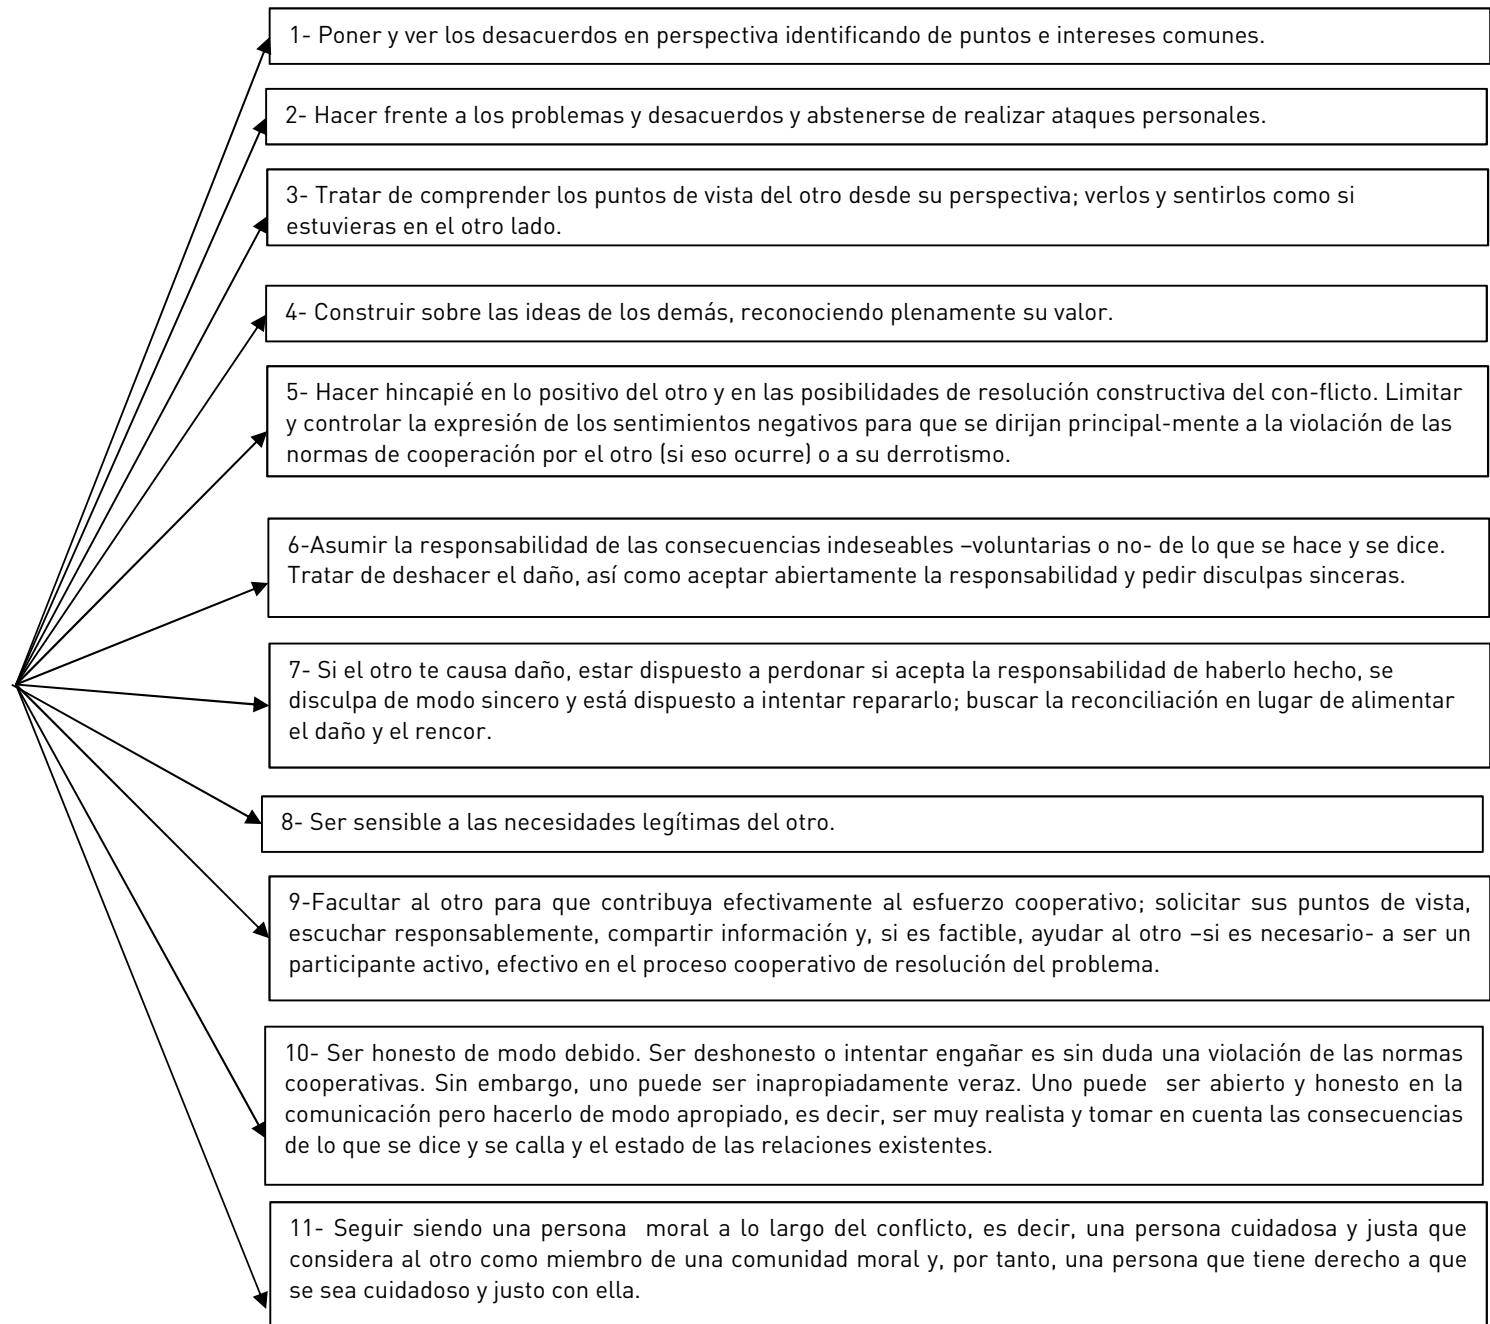 1- Poner y ver los desacuerdos en perspectiva identificando de puntos e intereses comunes.
2- Hacer frente a los problemas y desacuerdos y abstenerse de realizar ataques personales.
3- Tratar de comprender los puntos de vista del otro desde su perspectiva; verlos y sentirlos como si
estuvieras en el otro lado.
4- Construir sobre las ideas de los demás, reconociendo plenamente su valor.
5- Hacer hincapié en lo positivo del otro y en las posibilidades de resolución constructiva del con-flicto. Limitar
y controlar la expresión de los sentimientos negativos para que se dirijan principal-mente a la violación de las
normas de cooperación por el otro (si eso ocurre) o a su derrotismo.
6-Asumir la responsabilidad de las consecuencias indeseables –voluntarias o no- de lo que se hace y se dice.
Tratar de deshacer el daño, así como aceptar abiertamente la responsabilidad y pedir disculpas sinceras.
7- Si el otro te causa daño, estar dispuesto a perdonar si acepta la responsabilidad de haberlo hecho, se
disculpa de modo sincero y está dispuesto a intentar repararlo; buscar la reconciliación en lugar de alimentar
el daño y el rencor.
8- Ser sensible a las necesidades legítimas del otro.
9-Facultar al otro para que contribuya efectivamente al esfuerzo cooperativo; solicitar sus puntos de vista,
escuchar responsablemente, compartir información y, si es factible, ayudar al otro –si es necesario- a ser un
participante activo, efectivo en el proceso cooperativo de resolución del problema.
10- Ser honesto de modo debido. Ser deshonesto o intentar engañar es sin duda una violación de las normas
cooperativas. Sin embargo, uno puede ser inapropiadamente veraz. Uno puede  ser abierto y honesto en la
comunicación pero hacerlo de modo apropiado, es decir, ser muy realista y tomar en cuenta las consecuencias
de lo que se dice y se calla y el estado de las relaciones existentes.
11- Seguir siendo una persona  moral a lo largo del conflicto, es decir, una persona cuidadosa y justa que
considera al otro como miembro de una comunidad moral y, por tanto, una persona que tiene derecho a que
se sea cuidadoso y justo con ella.